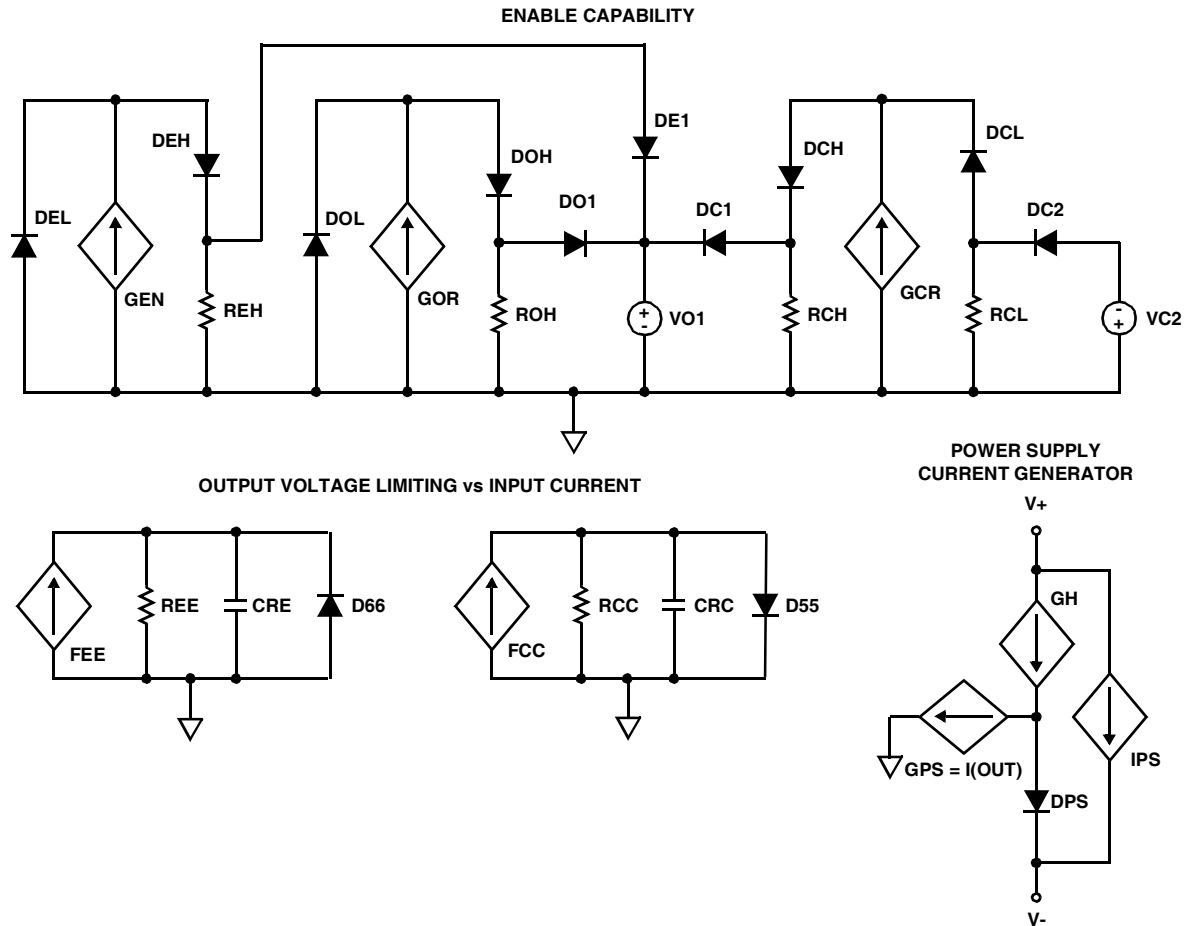 ENABLE CAPABILITY
DEH
DE1
DCL
DOH
DCH
DEL
DOL
DO1
DC1
DC2
GEN
REH
GOR
ROH
+
-
VO1
RCH
GCR
RCL
-
+
VC2
OUTPUT VOLTAGE LIMITING vs INPUT CURRENT
POWER SUPPLY
CURRENT GENERATOR
V+
GH
REE
CRE
D66
RCC
CRC
D55
FEE
FCC
GPS = I(OUT)
IPS
DPS
V-